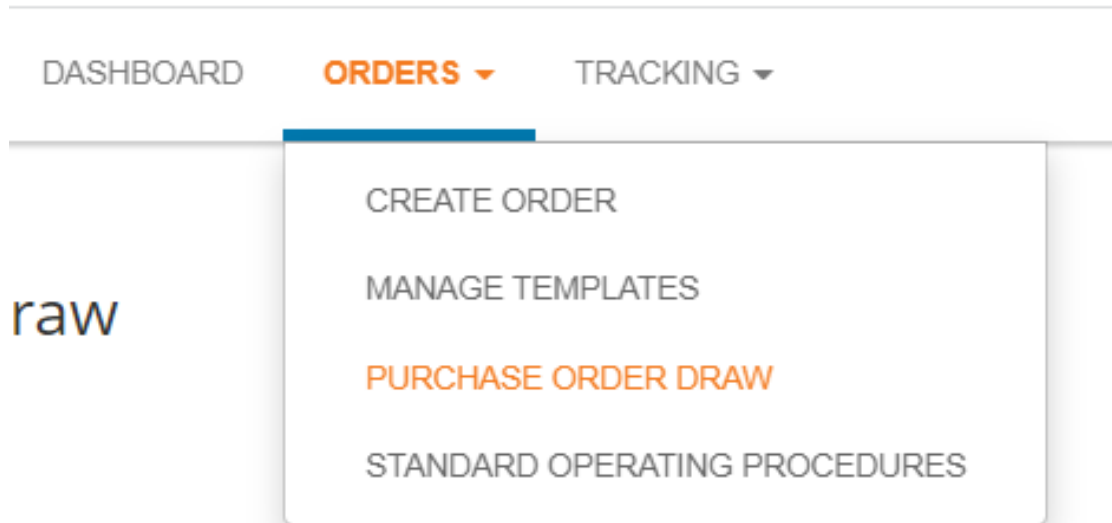 DASHBOARD ORDERS TRACKING
CREATE ORDER
MANAGE TEMPLATES
raw
PURCHASE ORDER DRAW
STANDARD OPERATING PROCEDURES